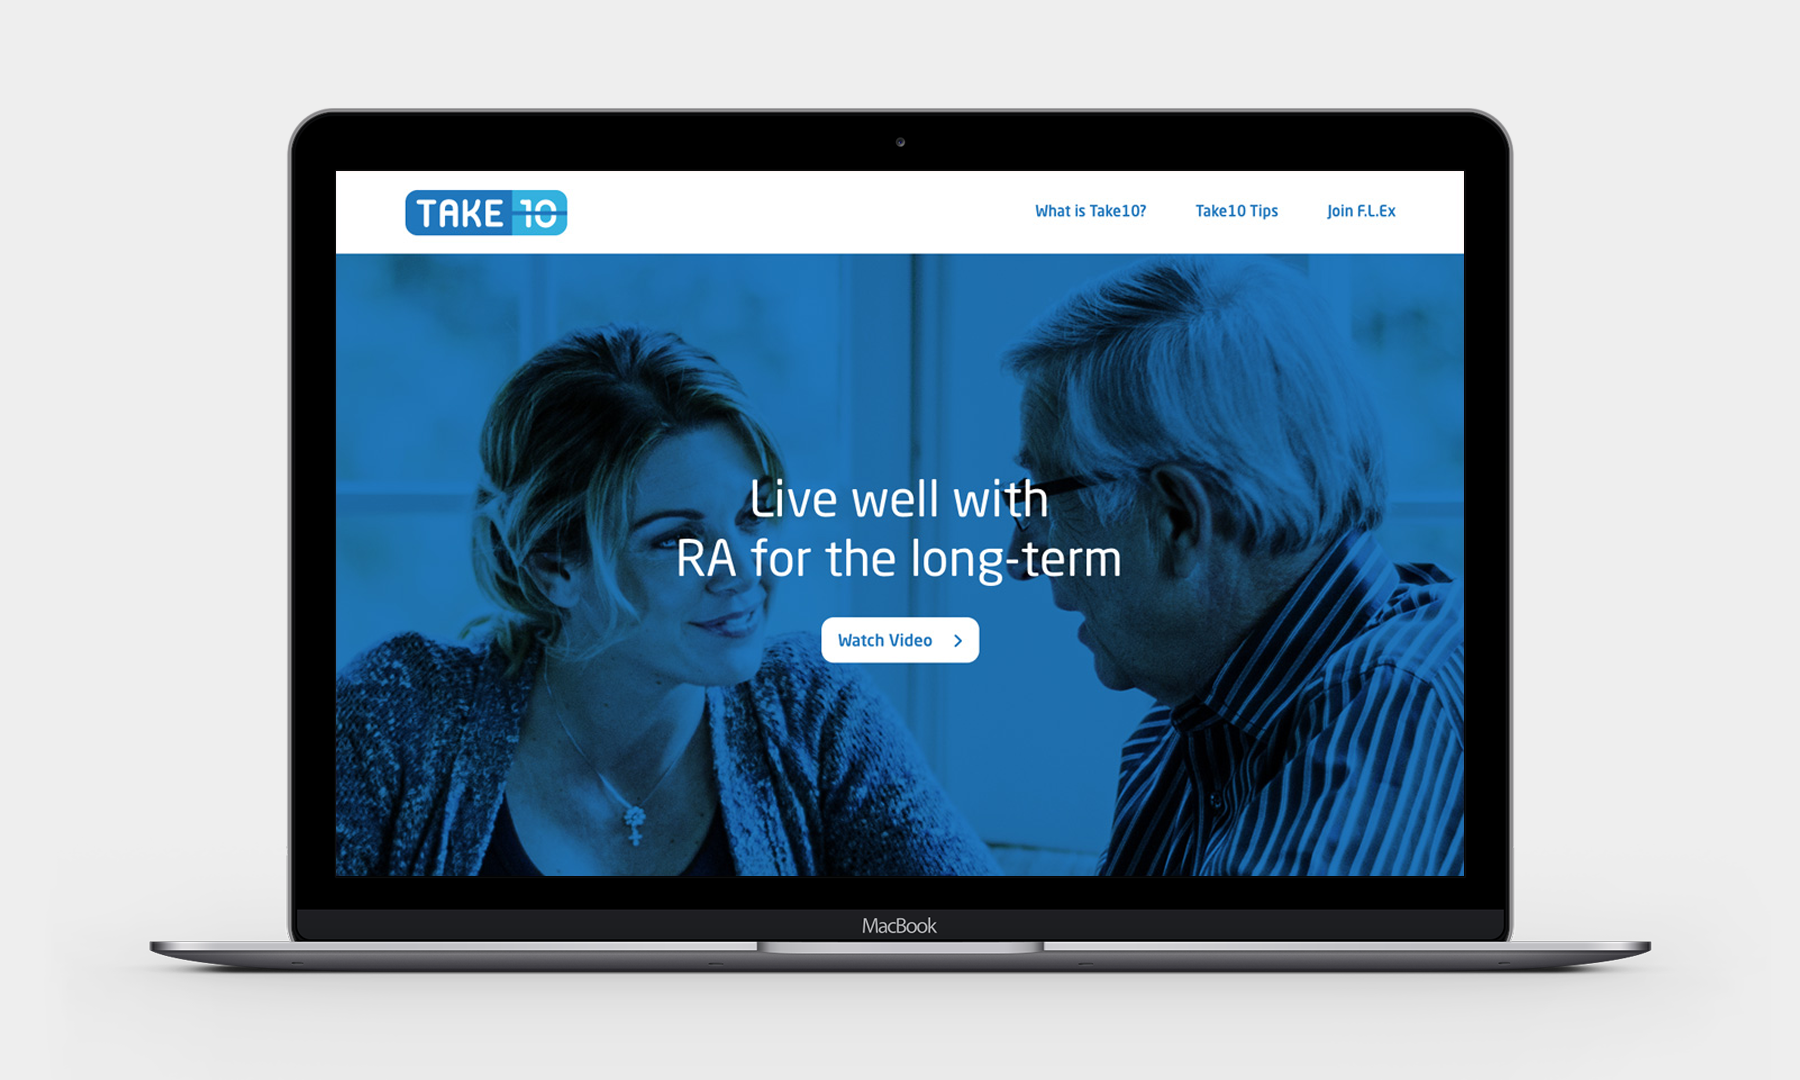 TAKE 10
What is Take10?
Take10 Tips
Join F.L.Ex
Live well with
RA for the long-term
Watch Video
MacBook